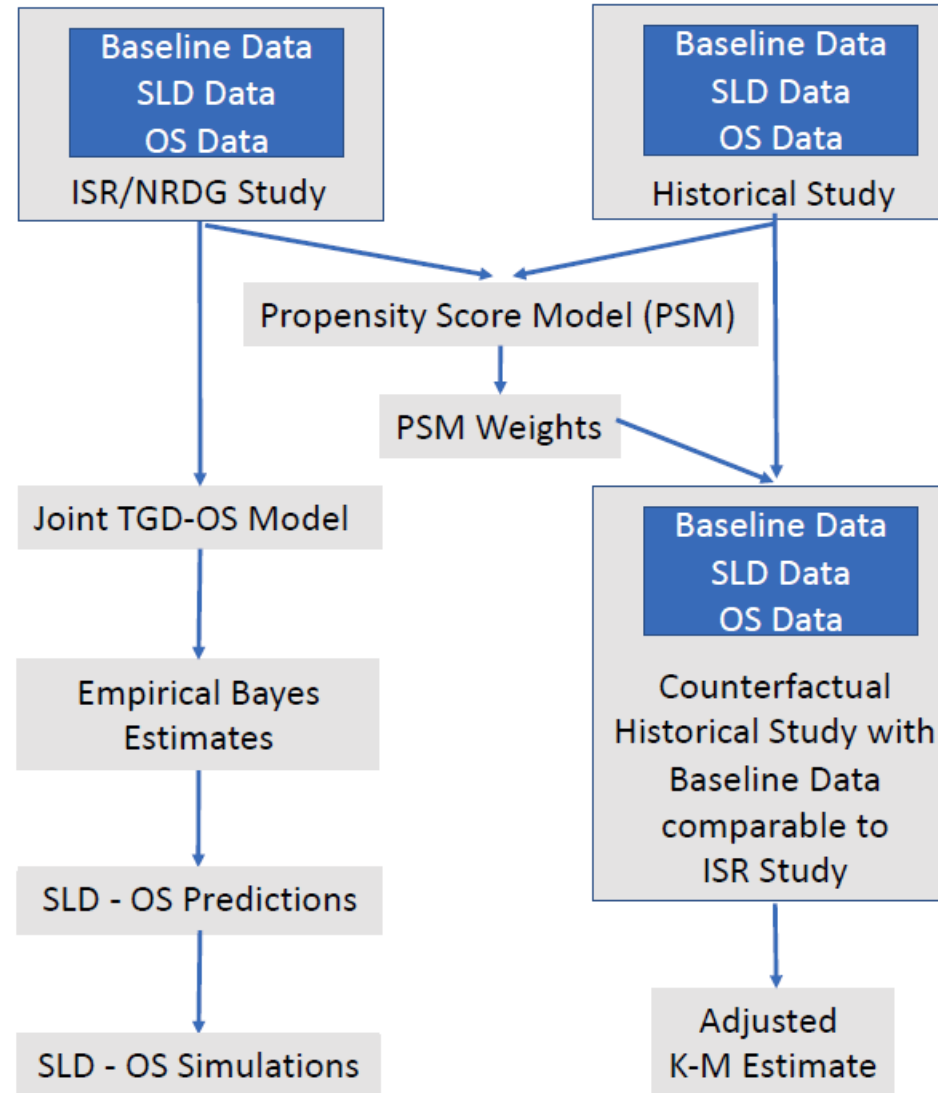 Baseline Data
SLD Data
OS Data
ISR/NRDG Study
Baseline Data
SLD Data
OS Data
Historical Study
Propensity Score Model (PSM)
PSM Weights
Joint TGD-OS Model
Empirical Bayes
Estimates
SLD - OS Predictions
SLD - OS Simulations
Baseline Data
SLD Data
OS Data
Counterfactual
Historical Study with
Baseline Data
comparable to
ISR Study
Adjusted
K-M Estimate